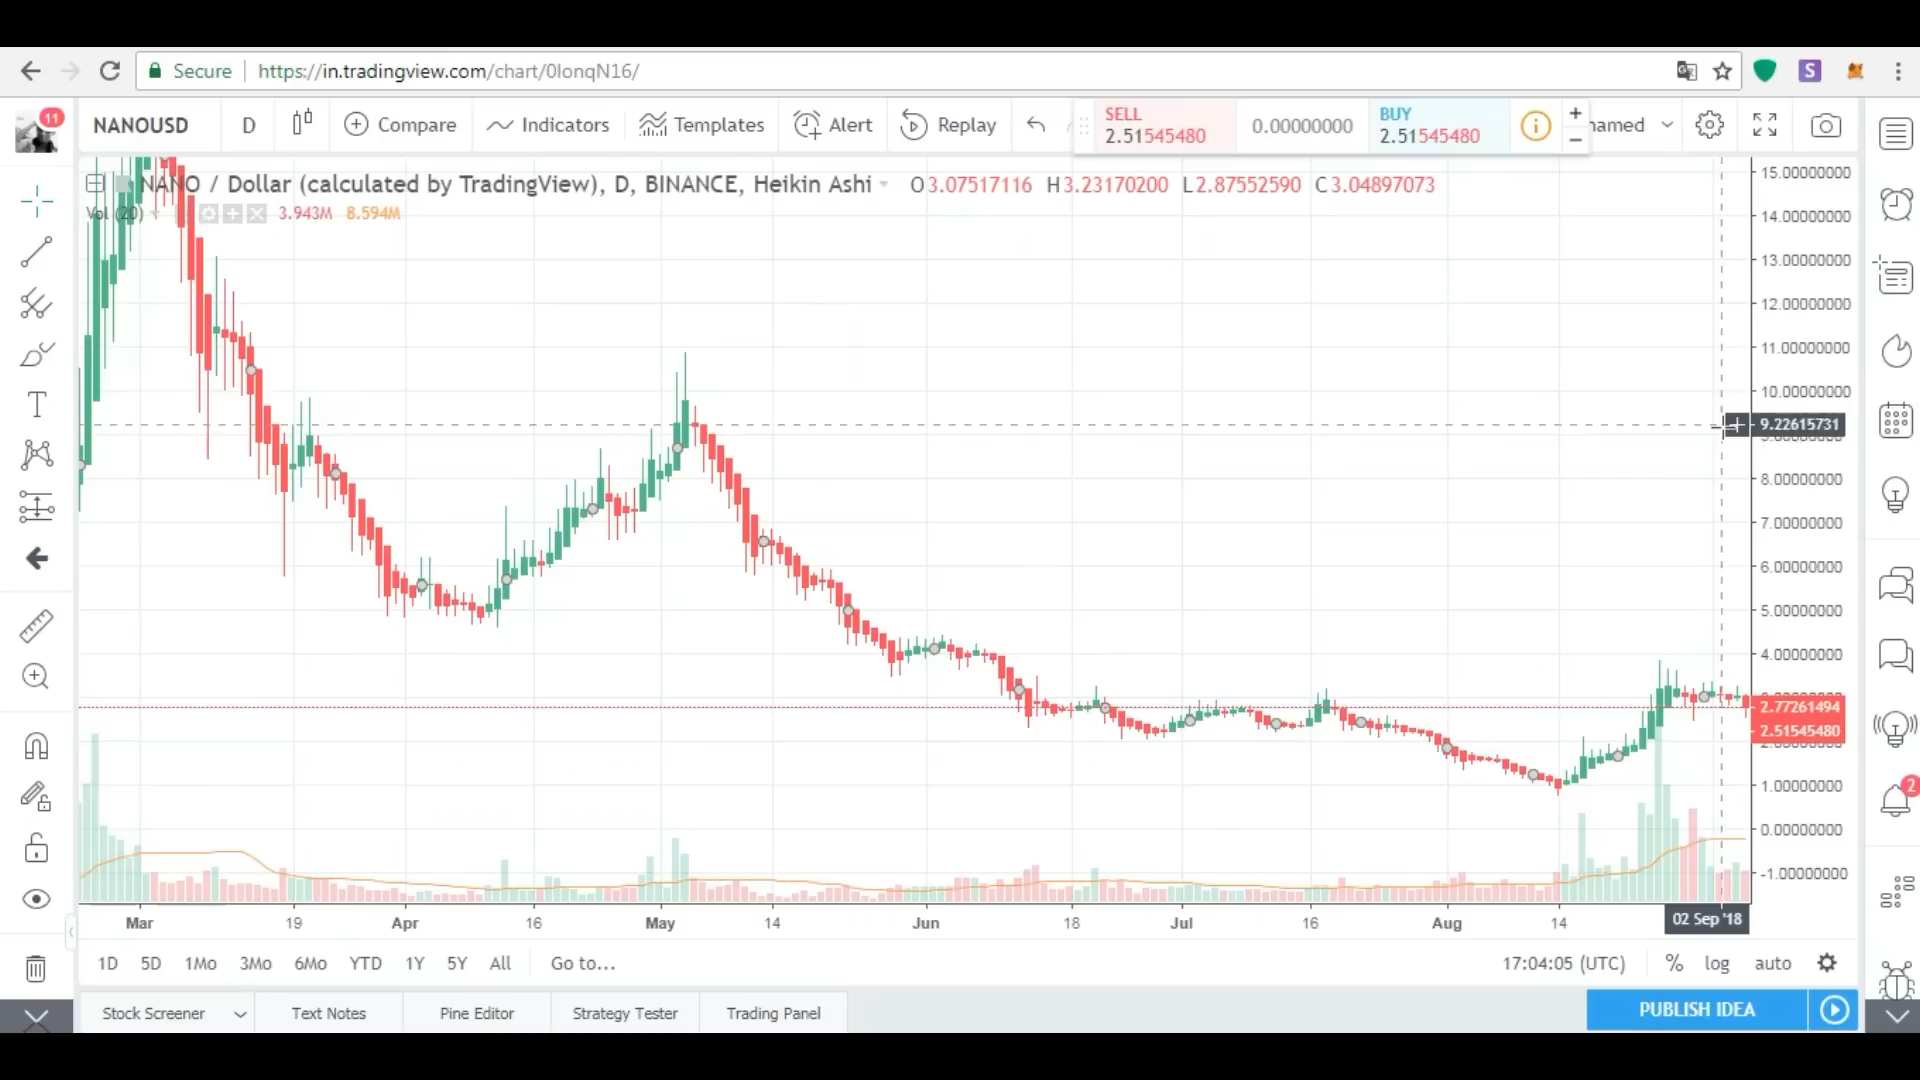 Secure https://in.tradingview.com/chart/0IonqN16/
11
NANOUSD D Compare Indicators Templates Alert Replay
SELL
2.51545480
0.00000000
BUY
2.51545480
named
NANO / Dollar (calculated by TradingView), D, BINANCE, Heikin Ashi O3.07517116 H3.23170200 L2.87552590 C3.04897073
Vol (20) 3.943M 8.594M
15.00000000
14.00000000
13.00000000
12.00000000
11.00000000
10.00000000
9.22615731
8.00000000
7.00000000
6.00000000
5.00000000
4.00000000
2.77261494
2.51545480
1.00000000
0.00000000
-1.00000000
2
Mar 19 Apr 16 May 14 Jun 18 Jul 16 Aug 14 02 Sep '18
1D 5D 1Mo 3Mo 6Mo YTD 1Y 5Y All Go to... 17:04:05 (UTC) % log auto
Stock Screener Text Notes Pine Editor Strategy Tester Trading Panel PUBLISH IDEA